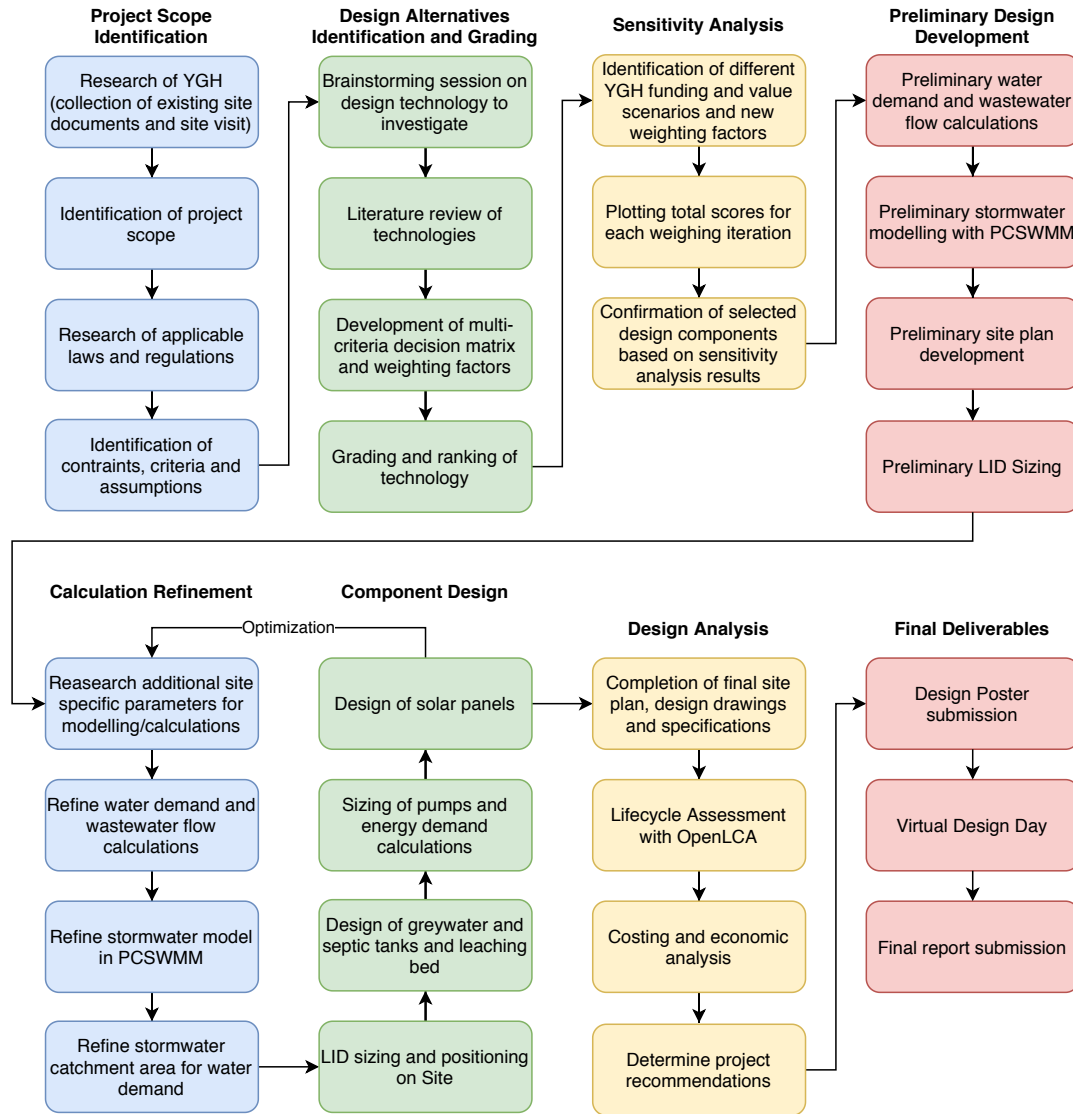 Project Scope
Identification
Research of YGH
(collection of existing site
documents and site visit)
Identification of project
scope
Research of applicable
laws and regulations
Identification of
contraints, criteria and
assumptions
Design Alternatives
Identification and Grading
Brainstorming session on
design technology to
investigate
Literature review of
technologies
Development of multi-
criteria decision matrix
and weighting factors
Grading and ranking of
technology
Sensitivity Analysis
Identification of different
YGH funding and value
scenarios and new
weighting factors
Plotting total scores for
each weighing iteration
Confirmation of selected
design components
based on sensitivity
analysis results
Preliminary Design
Development
Preliminary water
demand and wastewater
flow calculations
Preliminary stormwater
modelling with PCSWMM
Preliminary site plan
development
Preliminary LID Sizing
Calculation Refinement
Optimization
Reasearch additional site
specific parameters for
modelling/calculations
Refine water demand and
wastewater flow
calculations
Refine stormwater model
in PCSWMM
Refine stormwater
catchment area for water
demand
Component Design
Design of solar panels
Sizing of pumps and
energy demand
calculations
Design of greywater and
septic tanks and leaching
bed
LID sizing and positioning
on Site
Design Analysis
Completion of final site
plan, design drawings
and specifications
Lifecycle Assessment
with OpenLCA
Costing and economic
analysis
Determine project
recommendations
Final Deliverables
Design Poster
submission
Virtual Design Day
Final report submission